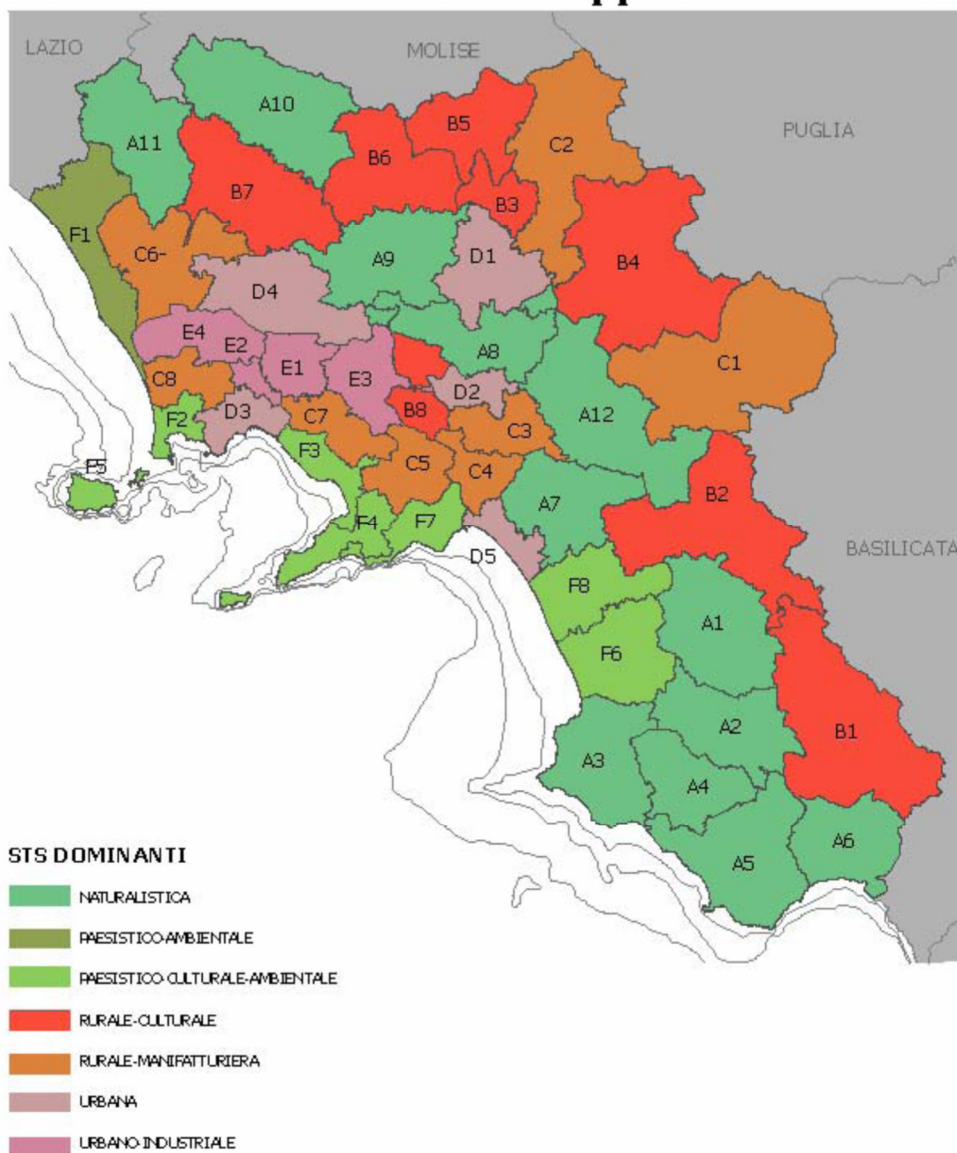 LAZIO
MOLISE
PUGLIA
BASILICATA
A10
A11
B5
C2
B6
B7
B3
F1
C6-
A9
D1
B4
D4
E4
E2
A8
C1
E1
E3
C8
D2
F2
D3
C7
B8
C3
A12
F3
F5
C5
C4
B2
A7
F4
F7
D5
F8
A1
F6
A2
B1
A3
A4
A5
A6
STS DOMINANTI
NATURALISTICA
PAESISTICO-AMBIENTALE
PAESISTICO-CULTURALE-AMBIENTALE
RURALE-CULTURALE
RURALE-MANIFATTURIERA
URBANA
URBANO-INDUSTRIALE